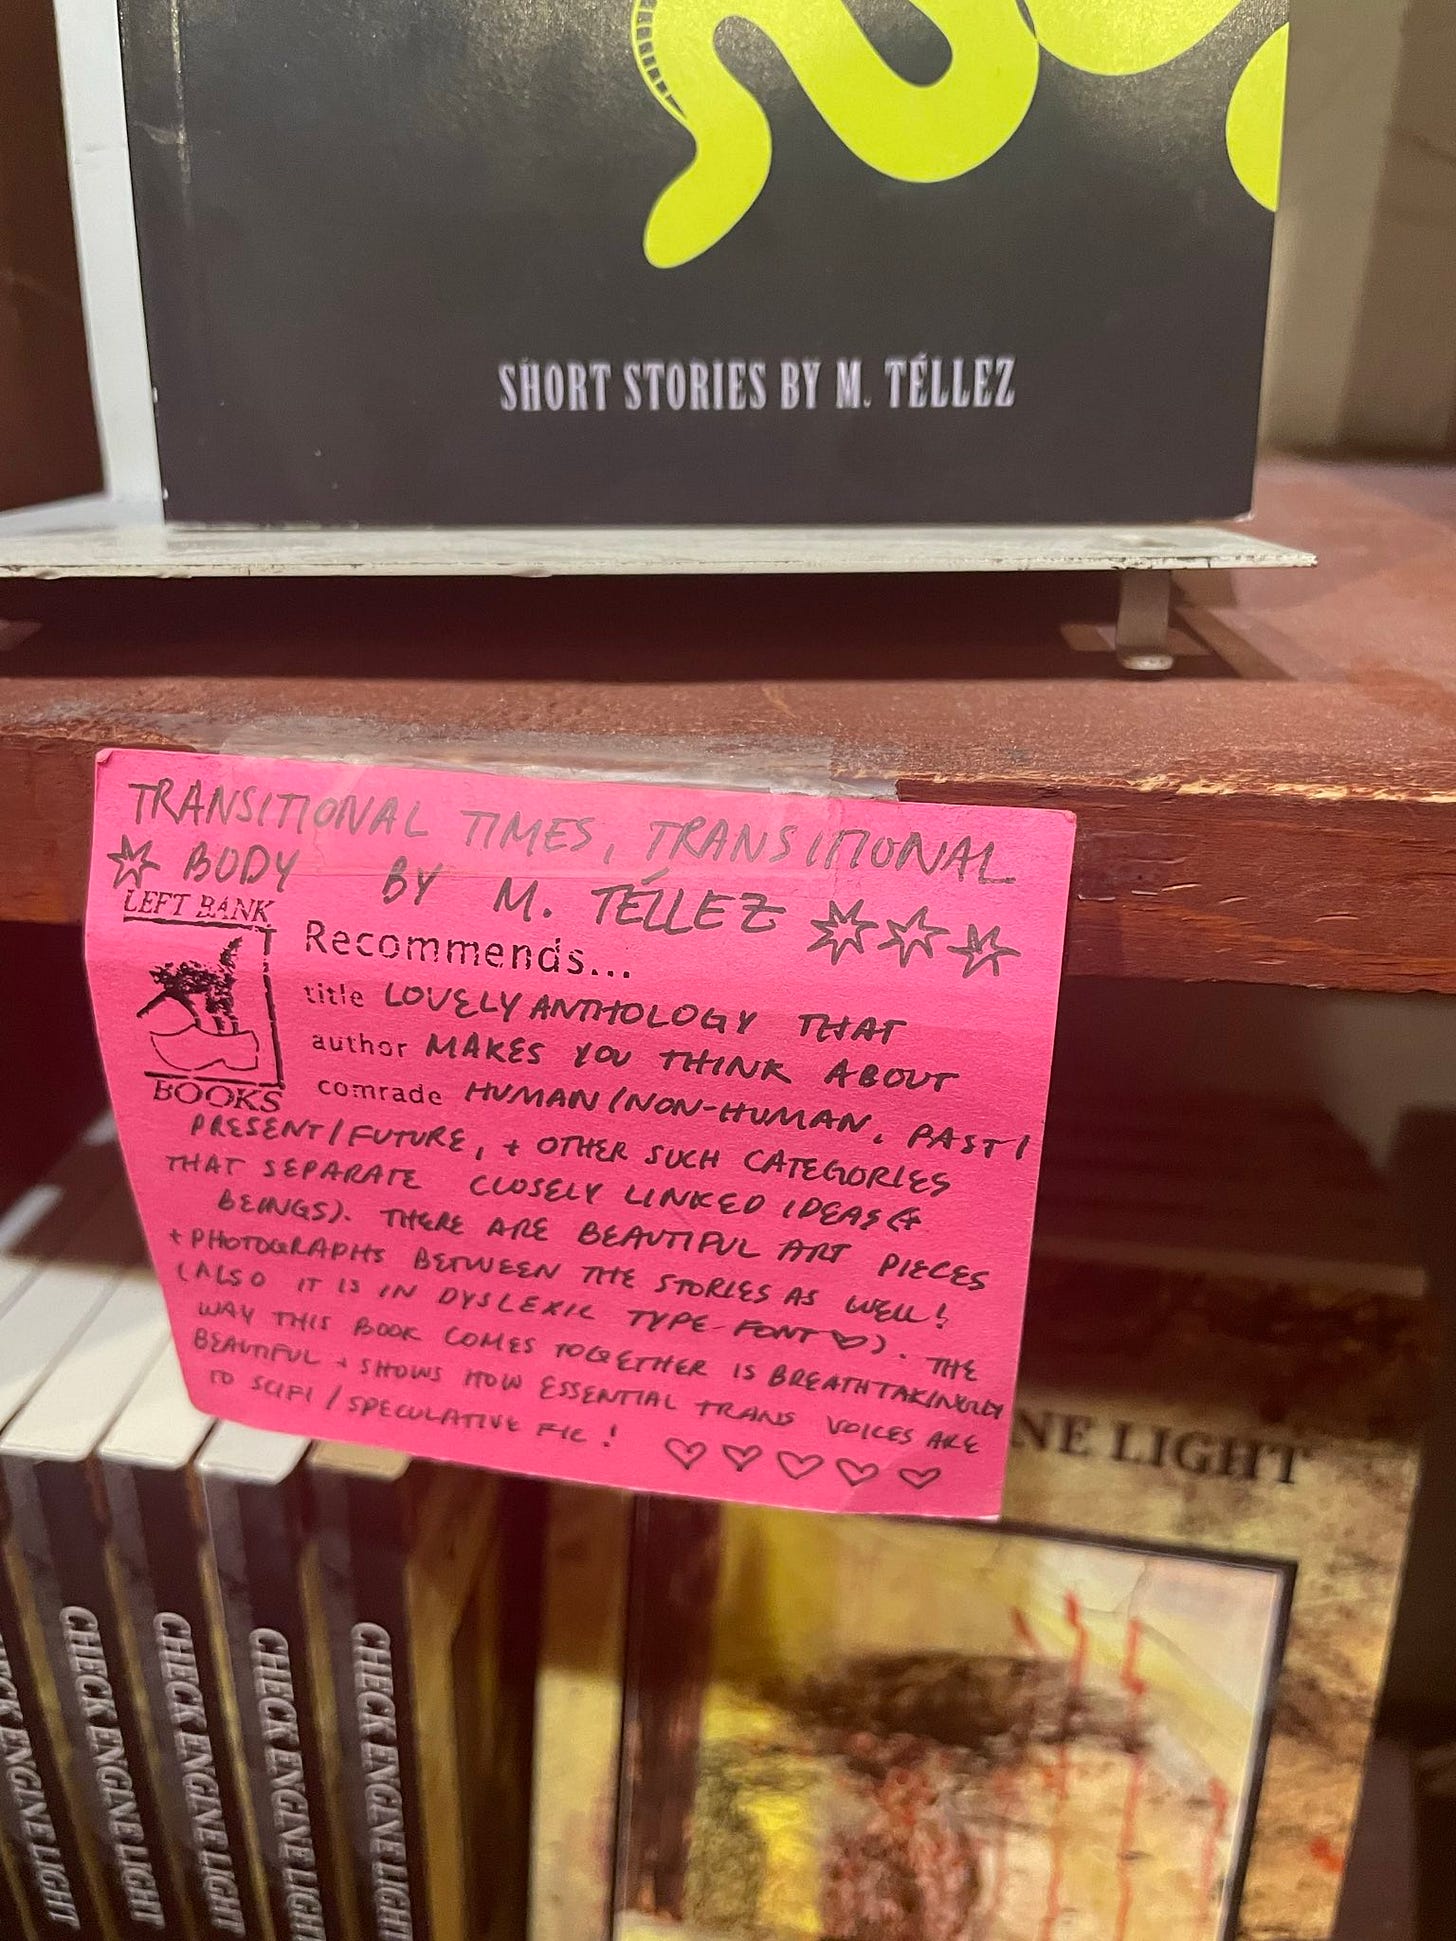 SHORT STORIES BY M. TÉLLEZ
TRANSITIONAL TIMES, TRANSITIONAL
BODY BY M. TÉLLEZ
LEFT BANK
BOOKS
Recommends...
title LOVELY ANTHOLOGY THAT
author MAKES YOU THINK ABOUT
comrade HUMAN/NON-HUMAN, PAST/
PRESENT/FUTURE, + OTHER SUCH CATEGORIES
THAT SEPARATE CLOSELY LINKED IDEAS (+
BEINGS). THERE ARE BEAUTIFUL ART PIECES
+ PHOTOGRAPHS BETWEEN THE STORIES AS WELL!
(ALSO IT IS IN DYSLEXIC TYPE FONT ♡). THE
WAY THIS BOOK COMES TOGETHER IS BREATHTAKINGLY
BEAUTIFUL + SHOWS HOW ESSENTIAL TRANS VOICES ARE
TO SCIFI/SPECULATIVE FIC! ♡♡♡♡♡
NE LIGHT
CHECK ENGINE LIGHT
CHECK ENGINE LIGHT
CHECK ENGINE LIGHT
CHECK ENGINE LIGHT
ENGINE LIGHT